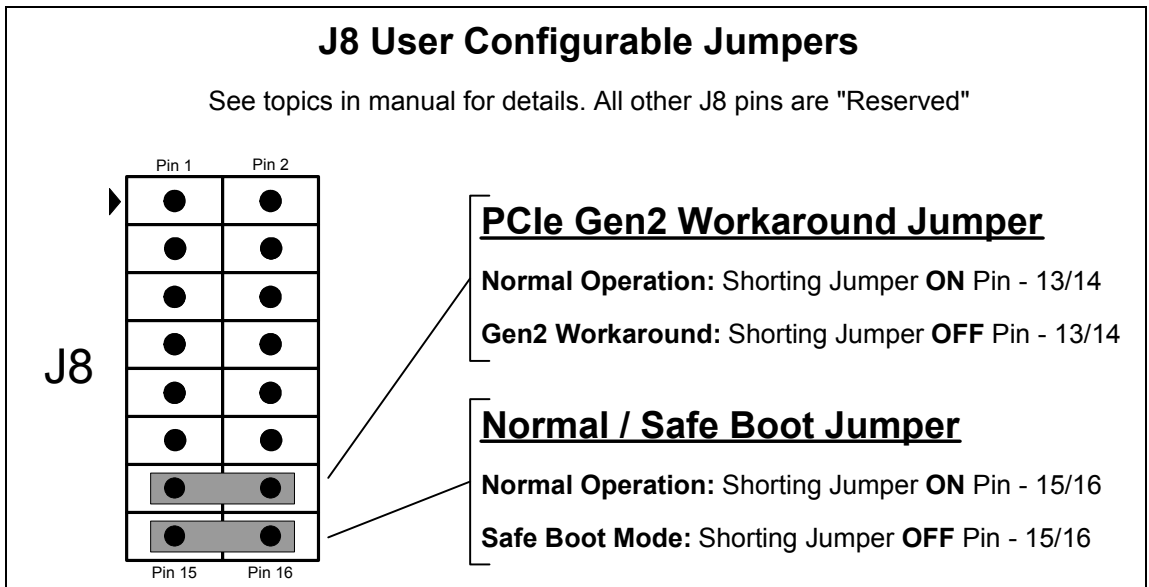 J8 User Configurable Jumpers
See topics in manual for details. All other J8 pins are "Reserved"
Pin 1 Pin 2
J8
Pin 15 Pin 16
PCIe Gen2 Workaround Jumper
Normal Operation: Shorting Jumper ON Pin - 13/14
Gen2 Workaround: Shorting Jumper OFF Pin - 13/14
Normal / Safe Boot Jumper
Normal Operation: Shorting Jumper ON Pin - 15/16
Safe Boot Mode: Shorting Jumper OFF Pin - 15/16